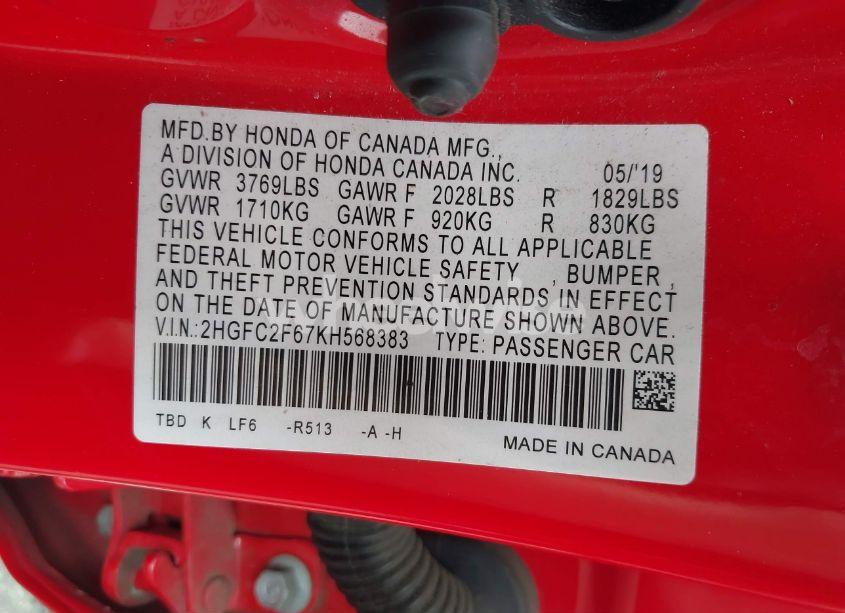 MFD.BY HONDA OF CANADA MFG.,
A DIVISION OF HONDA CANADA INC. 05/'19
GVWR 3769LBS GAWR F 2028LBS R 1829LBS
GVWR 1710KG GAWR F 920KG R 830KG
THIS VEHICLE CONFORMS TO ALL APPLICABLE
FEDERAL MOTOR VEHICLE SAFETY , BUMPER ,
AND THEFT PREVENTION STANDARDS IN EFFECT
ON THE DATE OF MANUFACTURE SHOWN ABOVE.
V.I.N.:2HGFC2F67KH568383 TYPE: PASSENGER CAR
TBD K LF6 -R513 -A -H
MADE IN CANADA